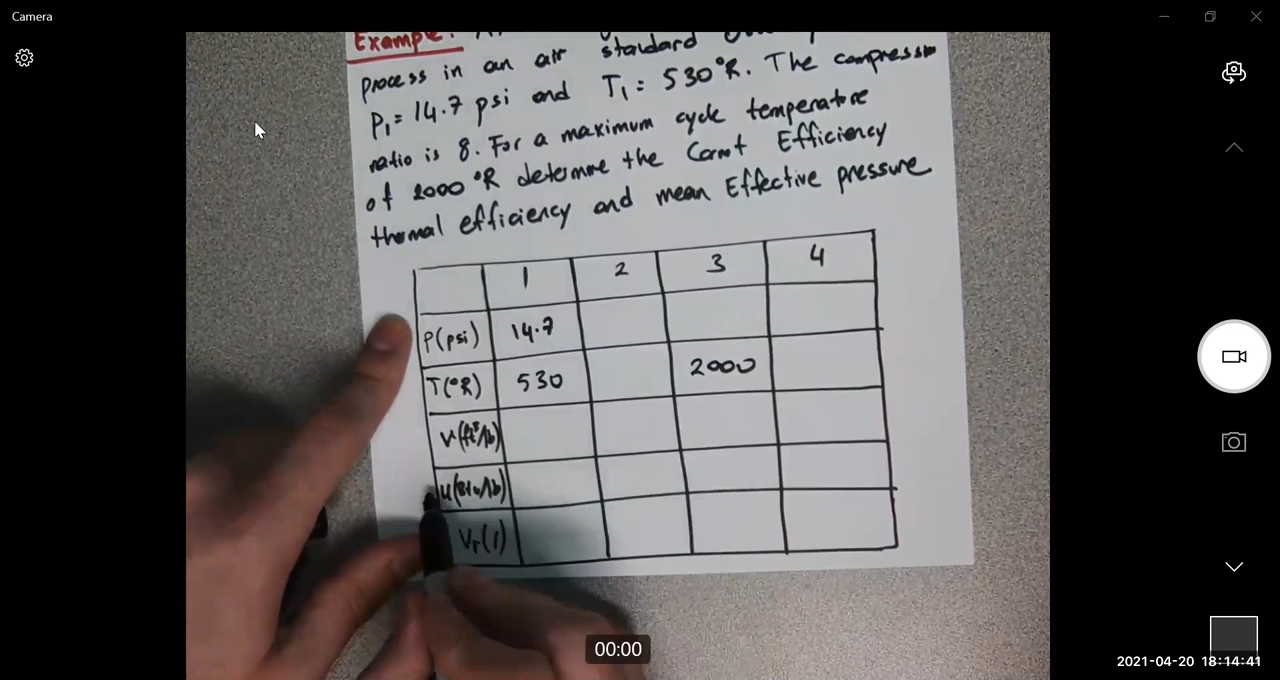 Camera
Example: 
process in an air standard
P1 = 14.7 psi and T1 = 530°R. The compression
ratio is 8. For a maximum cycle temperature
of 2000 °R determine the Carnot Efficiency
thermal efficiency and mean Effective pressure
1 2 3 4
P(psi) 14.7
T(°R) 530 2000
v(ft³/lb)
u(Btu/lb)
Vr(1)
00:00
2021-04-20 18:14:41